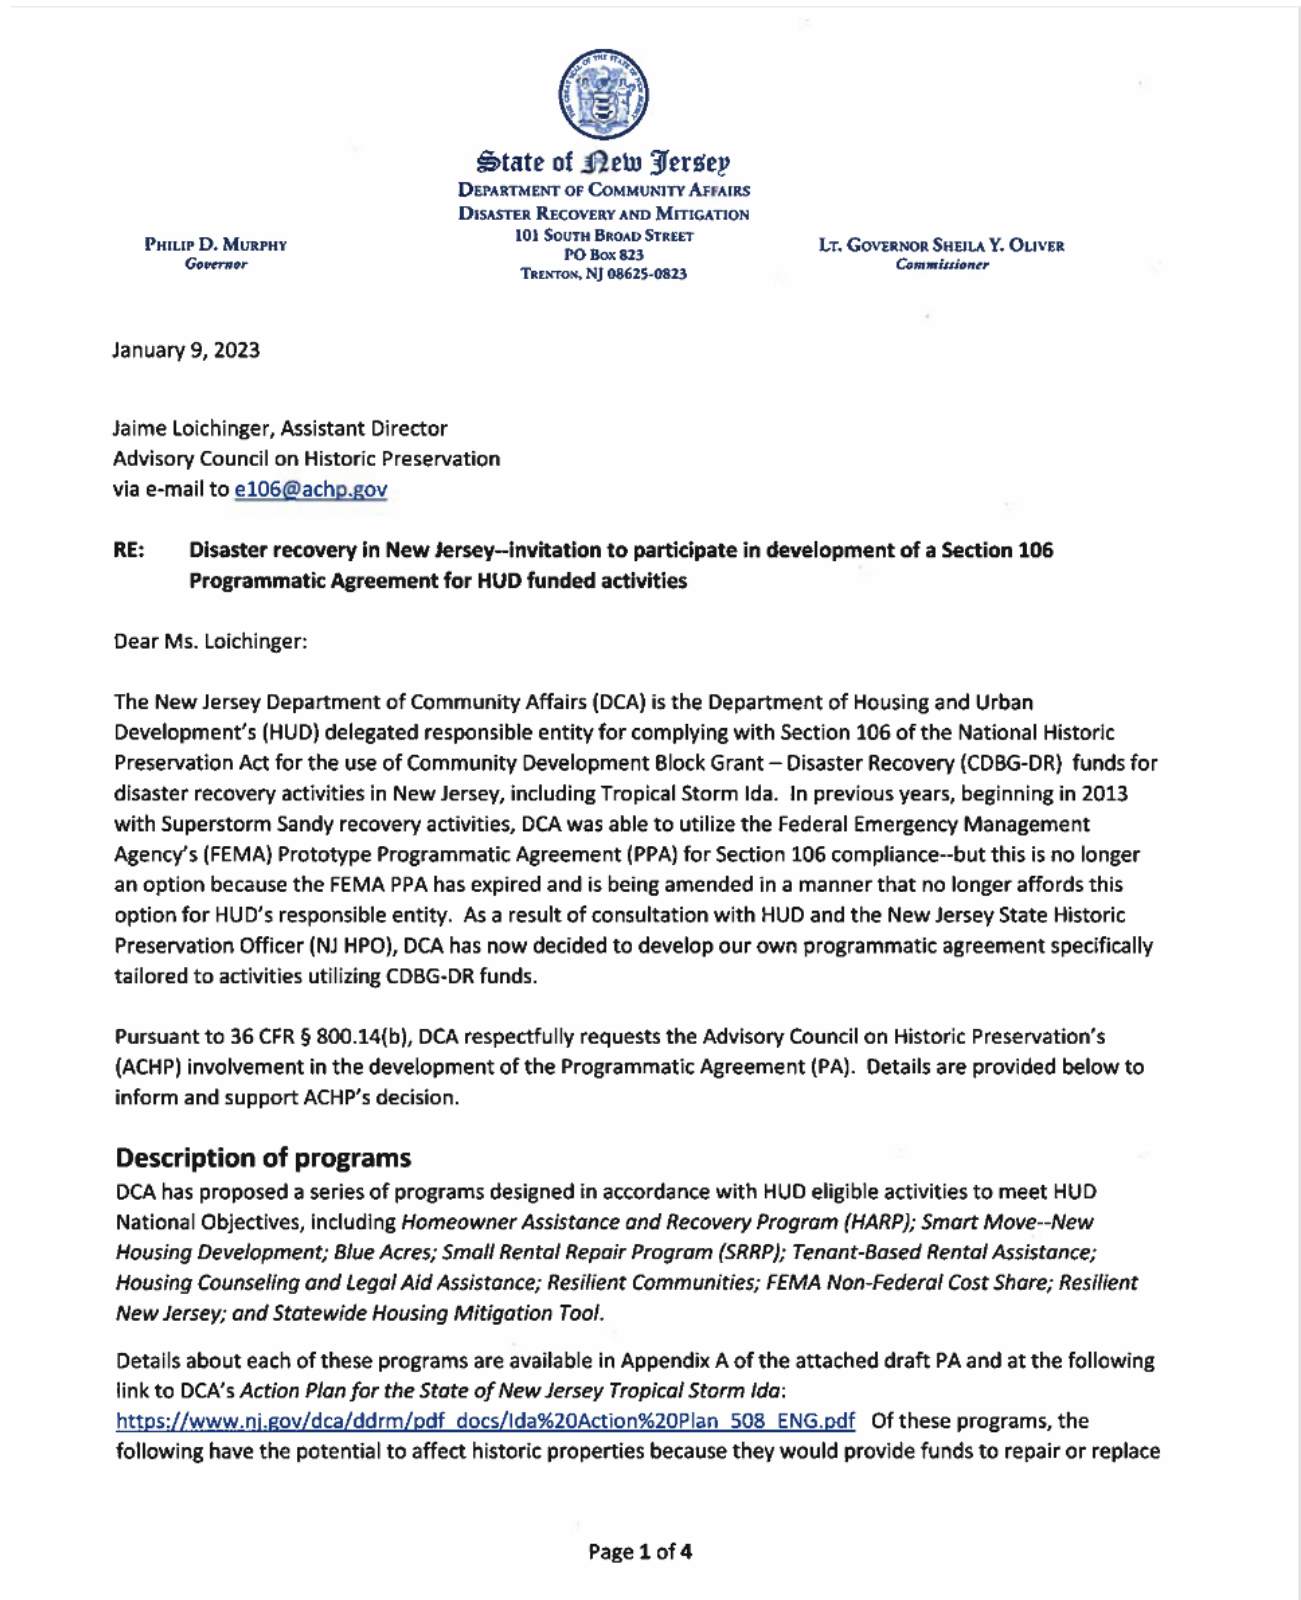 THE GREAT SEAL OF THE STATE OF NEW JERSEY
State of New Jersey
DEPARTMENT OF COMMUNITY AFFAIRS
DISASTER RECOVERY AND MITIGATION
101 SOUTH BROAD STREET
PO BOX 823
TRENTON, NJ 08625-0823
PHILIP D. MURPHY
Governor
LT. GOVERNOR SHEILA Y. OLIVER
Commissioner
January 9, 2023
Jaime Loichinger, Assistant Director
Advisory Council on Historic Preservation
via e-mail to e106@achp.gov
RE: Disaster recovery in New Jersey--invitation to participate in development of a Section 106
Programmatic Agreement for HUD funded activities
Dear Ms. Loichinger:
The New Jersey Department of Community Affairs (DCA) is the Department of Housing and Urban
Development's (HUD) delegated responsible entity for complying with Section 106 of the National Historic
Preservation Act for the use of Community Development Block Grant – Disaster Recovery (CDBG-DR) funds for
disaster recovery activities in New Jersey, including Tropical Storm Ida. In previous years, beginning in 2013
with Superstorm Sandy recovery activities, DCA was able to utilize the Federal Emergency Management
Agency's (FEMA) Prototype Programmatic Agreement (PPA) for Section 106 compliance--but this is no longer
an option because the FEMA PPA has expired and is being amended in a manner that no longer affords this
option for HUD's responsible entity. As a result of consultation with HUD and the New Jersey State Historic
Preservation Officer (NJ HPO), DCA has now decided to develop our own programmatic agreement specifically
tailored to activities utilizing CDBG-DR funds.
Pursuant to 36 CFR § 800.14(b), DCA respectfully requests the Advisory Council on Historic Preservation's
(ACHP) involvement in the development of the Programmatic Agreement (PA). Details are provided below to
inform and support ACHP's decision.
Description of programs
DCA has proposed a series of programs designed in accordance with HUD eligible activities to meet HUD
National Objectives, including Homeowner Assistance and Recovery Program (HARP); Smart Move--New
Housing Development; Blue Acres; Small Rental Repair Program (SRRP); Tenant-Based Rental Assistance;
Housing Counseling and Legal Aid Assistance; Resilient Communities; FEMA Non-Federal Cost Share; Resilient
New Jersey; and Statewide Housing Mitigation Tool.
Details about each of these programs are available in Appendix A of the attached draft PA and at the following
link to DCA's Action Plan for the State of New Jersey Tropical Storm Ida:
https://www.nj.gov/dca/ddrm/pdf_docs/Ida%20Action%20Plan_508_ENG.pdf Of these programs, the
following have the potential to affect historic properties because they would provide funds to repair or replace
Page 1 of 4